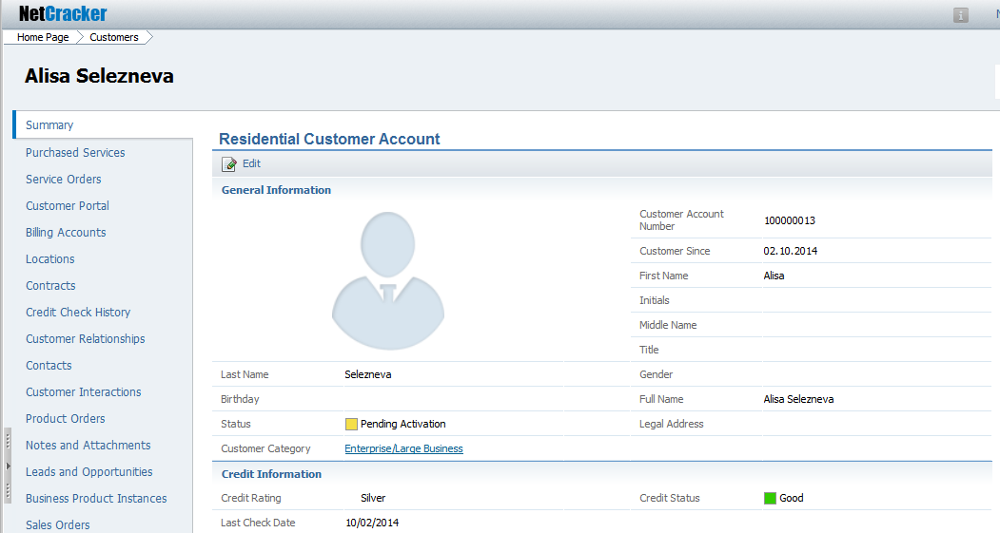 NetCracker
Home Page
Customers
Alisa Selezneva
Summary
Purchased Services
Service Orders
Customer Portal
Billing Accounts
Locations
Contracts
Credit Check History
Customer Relationships
Contacts
Customer Interactions
Product Orders
Notes and Attachments
Leads and Opportunities
Business Product Instances
Sales Orders
Residential Customer Account
Edit
General Information
Customer Account
Number
100000013
Customer Since 02.10.2014
First Name Alisa
Initials
Middle Name
Title
Last Name Selezneva
Gender
Birthday
Full Name Alisa Selezneva
Status Pending Activation
Legal Address
Customer Category Enterprise/Large Business
Credit Information
Credit Rating Silver
Credit Status Good
Last Check Date 10/02/2014